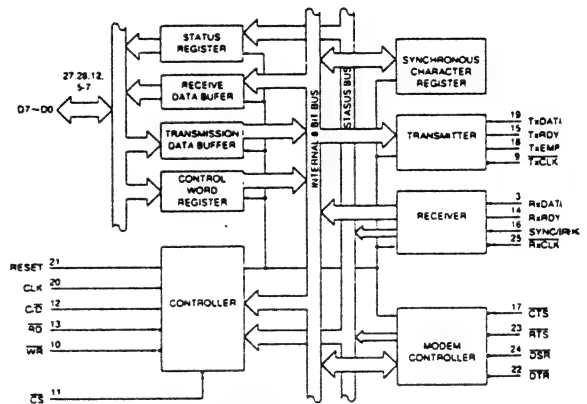 STATUS
REGISTER
27.28.12,
5-7
D7~D0
RECEIVE
DATA BUFER
TRANSMISSION
DATA BUFFER
CONTROL
WORD
REGISTER
INTERNAL 8 BIT BUS
STASUS BUS
SYNCHRONOUS
CHARACTER
REGISTER
TRANSMITTER
19 TxDATA
15 TxRDY
18 TxEMP
9 TxCLK
RECEIVER
3 RxDATA
14 RxRDY
16
25 RxCLK
RESET 21
CLK 20
C/D 12
RD 13
WR 10
CS 11
CONTROLLER
MODEM
CONTROLLER
17 CTS
23 RTS
24 DSR
22 DTR